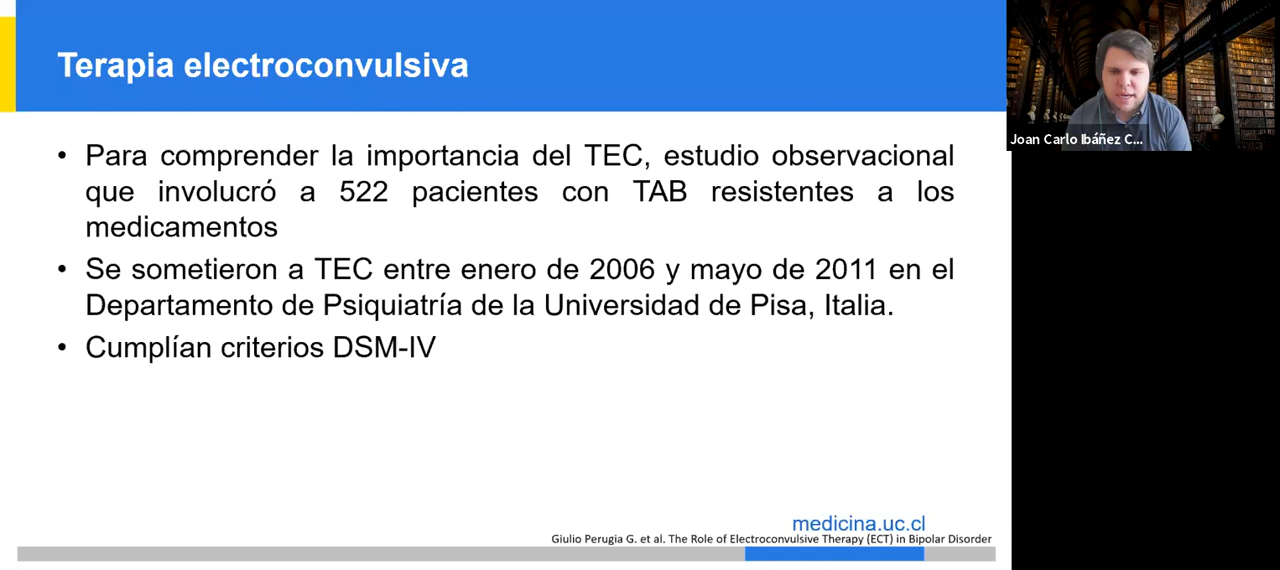 Terapia electroconvulsiva
• Para comprender la importancia del TEC, estudio observacional
que involucró a 522 pacientes con TAB resistentes a los
medicamentos
• Se sometieron a TEC entre enero de 2006 y mayo de 2011 en el
Departamento de Psiquiatría de la Universidad de Pisa, Italia.
• Cumplían criterios DSM-IV
medicina.uc.cl
Giulio Perugia G. et al. The Role of Electroconvulsive Therapy (ECT) in Bipolar Disorder
Joan Carlo Ibáñez C...